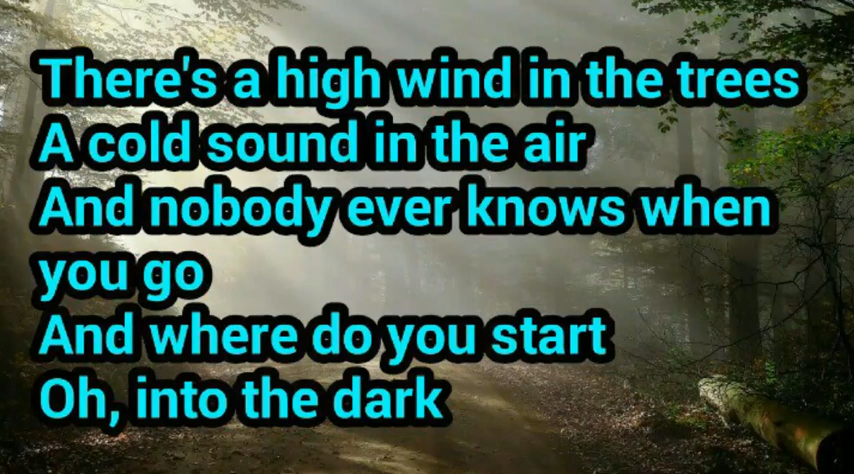 There's a high wind in the trees
A cold sound in the air
And nobody ever knows when
you go
And where do you start
Oh, into the dark